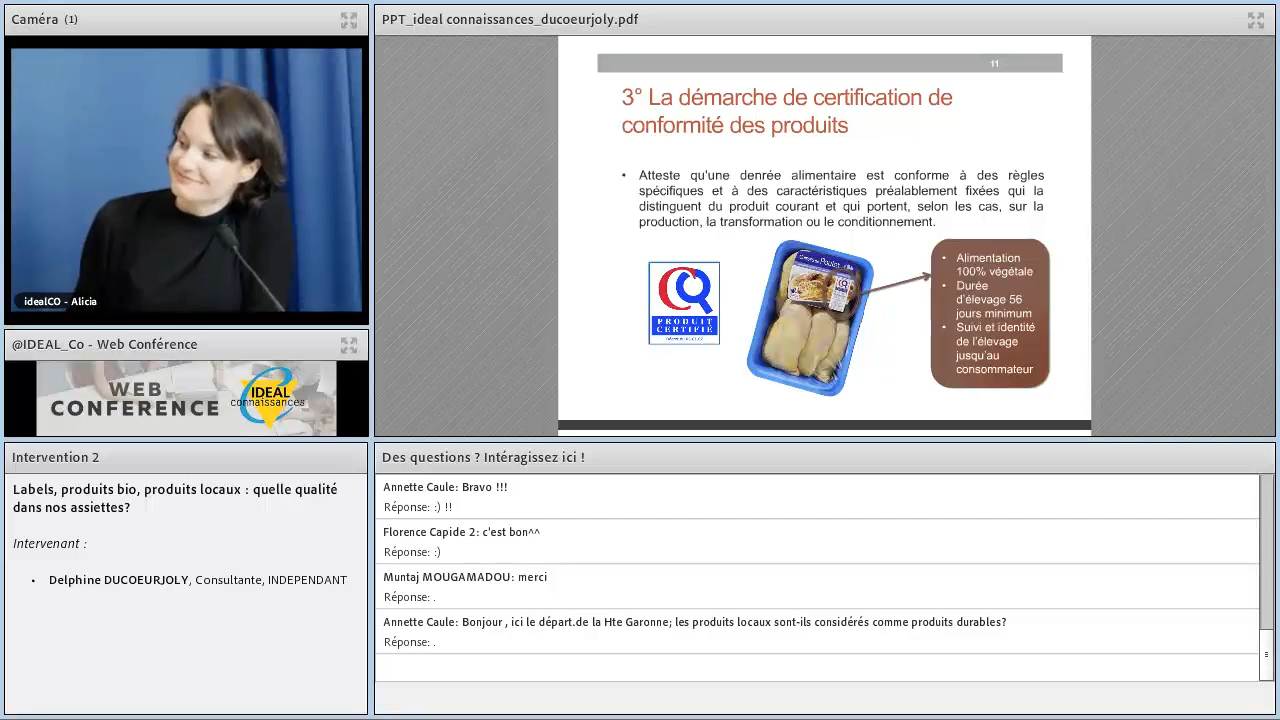 Caméra (1)
idealCO - Alicia
@IDEAL_Co - Web Conférence
WEB
CONFERENCE
IDEAL
connaissances
Intervention 2
Labels, produits bio, produits locaux : quelle qualité
dans nos assiettes?
Intervenant :
• Delphine DUCOEURJOLY, Consultante, INDEPENDANT
PPT_ideal connaissances_ducoeurjoly.pdf
11
3° La démarche de certification de
conformité des produits
• Atteste qu'une denrée alimentaire est conforme à des règles
spécifiques et à des caractéristiques préalablement fixées qui la
distinguent du produit courant et qui portent, selon les cas, sur la
production, la transformation ou le conditionnement.
PRODUIT
CERTIFIÉ
Poulet
• Alimentation
100% végétale
• Durée
d'élevage 56
jours minimum
• Suivi et identité
de l'élevage
jusqu'au
consommateur
Des questions ? Intéragissez ici !
Annette Caule: Bravo !!!
Réponse: :) !!
Florence Capide 2: c'est bon^^
Réponse: :)
Muntaj MOUGAMADOU: merci
Réponse: .
Annette Caule: Bonjour , ici le départ.de la Hte Garonne; les produits locaux sont-ils considérés comme produits durables?
Réponse: .